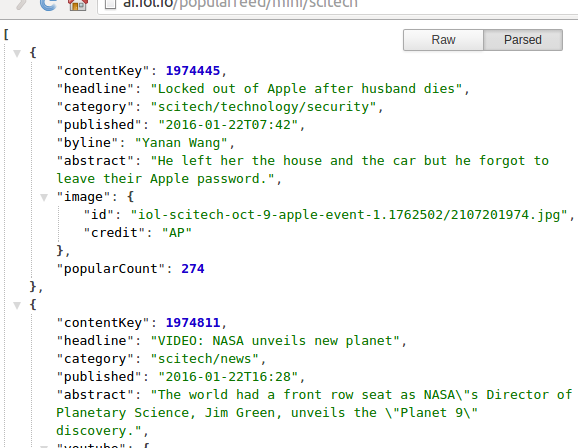 ai.iol.io/popularfeed/mini/scitech
Raw Parsed
[
{
"contentKey": 1974445,
"headline": "Locked out of Apple after husband dies",
"category": "scitech/technology/security",
"published": "2016-01-22T07:42",
"byline": "Yanan Wang",
"abstract": "He left her the house and the car but he forgot to
leave their Apple password.",
"image": {
"id": "iol-scitech-oct-9-apple-event-1.1762502/2107201974.jpg",
"credit": "AP"
},
"popularCount": 274
},
{
"contentKey": 1974811,
"headline": "VIDEO: NASA unveils new planet",
"category": "scitech/news",
"published": "2016-01-22T16:28",
"abstract": "The world had a front row seat as NASA\"s Director of
Planetary Science, Jim Green, unveils the \"Planet 9\"
discovery.",
"youtube": {